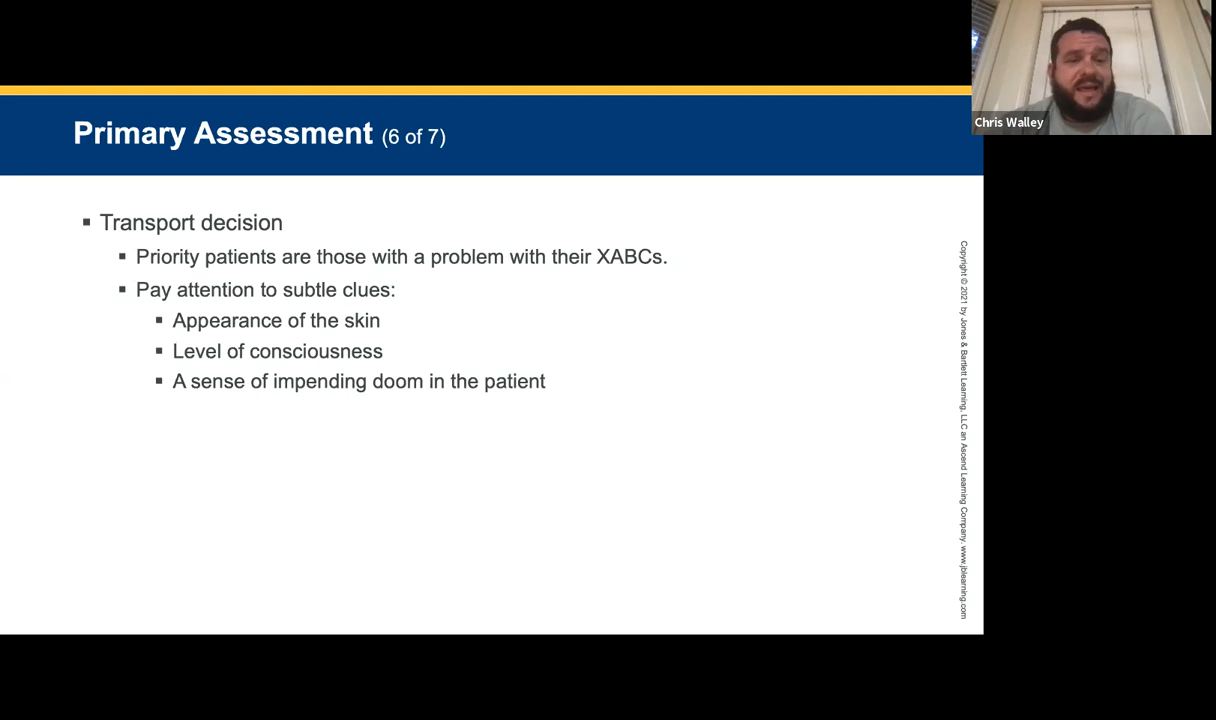 Primary Assessment (6 of 7)
▪ Transport decision
▪ Priority patients are those with a problem with their XABCs.
▪ Pay attention to subtle clues:
▪ Appearance of the skin
▪ Level of consciousness
▪ A sense of impending doom in the patient
Copyright © 2021 by Jones & Bartlett Learning, LLC an Ascend Learning Company. www.jblearning.com
Chris Walley